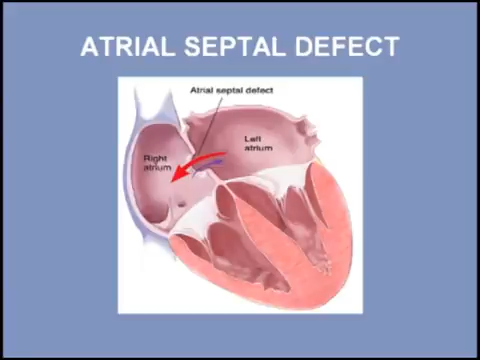 ATRIAL SEPTAL DEFECT
Atrial septal defect
Left
atrium
Right
atrium